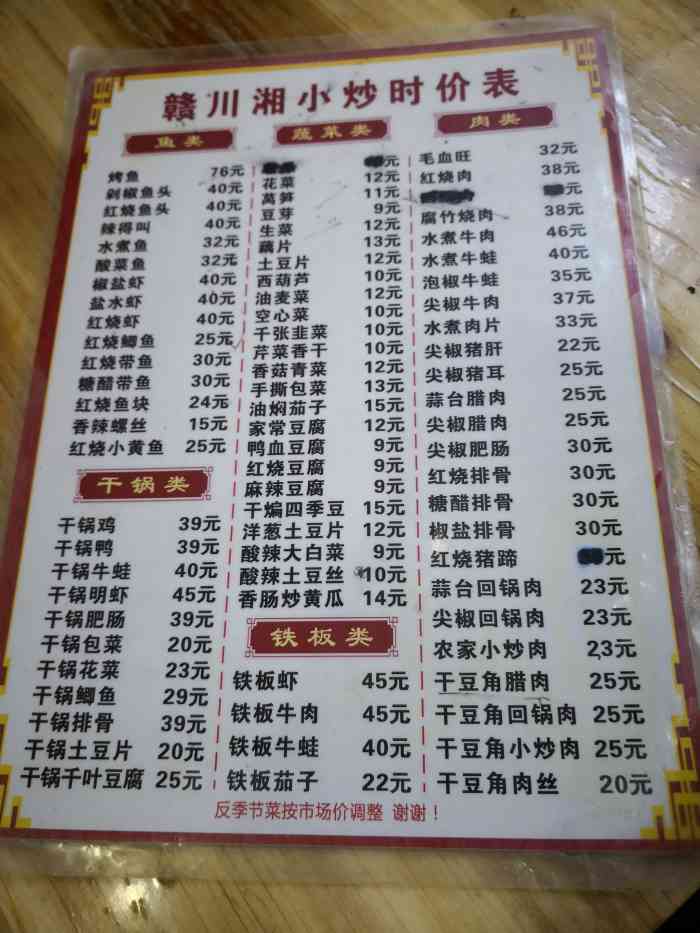 赣川湘小炒时价表
鱼类
烤鱼 76元
剁椒鱼头 40元
红烧鱼头 40元
辣得叫 40元
水煮鱼 32元
酸菜鱼 32元
椒盐虾 40元
盐水虾 40元
红烧虾 40元
红烧鲫鱼 25元
红烧带鱼 30元
糖醋带鱼 30元
红烧鱼块 24元
香辣螺丝 15元
红烧小黄鱼 25元
干锅类
干锅鸡 39元
干锅鸭 39元
干锅牛蛙 40元
干锅明虾 45元
干锅肥肠 39元
干锅包菜 20元
干锅花菜 23元
干锅鲫鱼 29元
干锅排骨 39元
干锅土豆片 20元
干锅千叶豆腐 25元
蔬菜类
元
花菜 12元
莴笋 11元
豆芽 9元
生菜 12元
藕片 13元
土豆片 12元
西葫芦 10元
油麦菜 12元
空心菜 10元
千张韭菜 10元
芹菜香干 10元
香菇青菜 12元
手撕包菜 13元
油焖茄子 15元
家常豆腐 12元
鸭血豆腐 9元
红烧豆腐 9元
麻辣豆腐 9元
干煸四季豆 15元
洋葱土豆片 12元
酸辣大白菜 9元
酸辣土豆丝 10元
香肠炒黄瓜 14元
铁板类
铁板虾 45元
铁板牛肉 45元
铁板牛蛙 40元
铁板茄子 22元
肉类
毛血旺 32元
红烧肉 38元
元
腐竹烧肉 38元
水煮牛肉 46元
水煮牛蛙 40元
泡椒牛蛙 35元
尖椒牛肉 37元
水煮肉片 33元
尖椒猪肝 22元
尖椒猪耳 25元
蒜台腊肉 25元
尖椒腊肉 25元
尖椒肥肠 30元
红烧排骨 30元
糖醋排骨 30元
椒盐排骨 30元
红烧猪蹄 元
蒜台回锅肉 23元
尖椒回锅肉 23元
农家小炒肉 23元
干豆角腊肉 25元
干豆角回锅肉 25元
干豆角小炒肉 25元
干豆角肉丝 20元
反季节菜按市场价调整 谢谢！